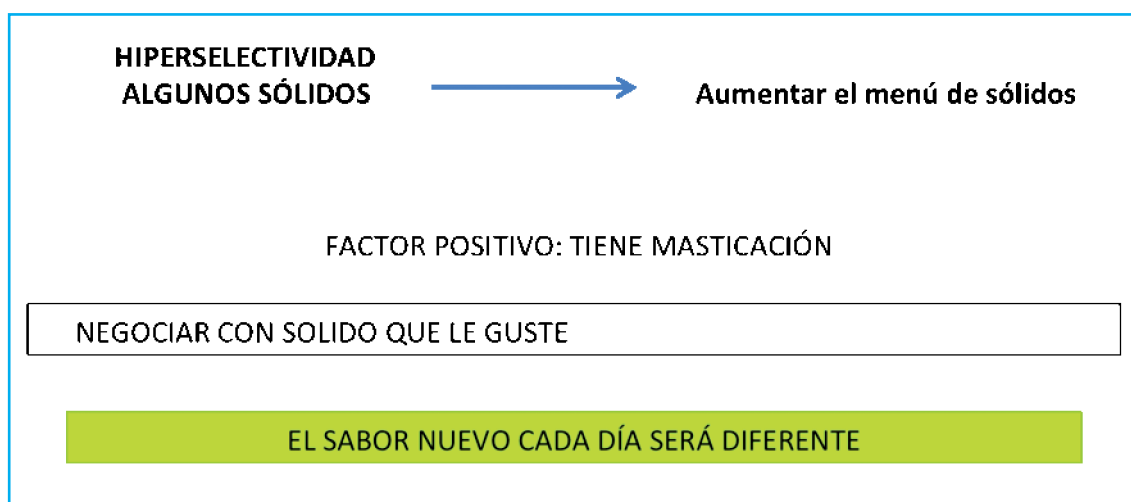 HIPERSELECTIVIDAD
ALGUNOS SÓLIDOS
Aumentar el menú de sólidos
FACTOR POSITIVO: TIENE MASTICACIÓN
NEGOCIAR CON SOLIDO QUE LE GUSTE
EL SABOR NUEVO CADA DÍA SERÁ DIFERENTE